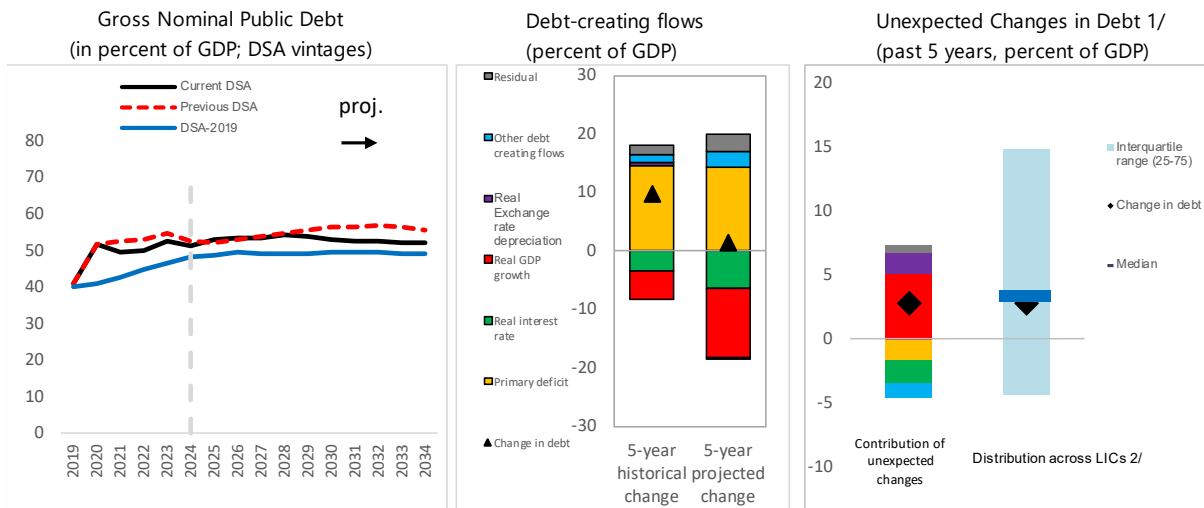 Gross Nominal Public Debt
(in percent of GDP; DSA vintages)
Current DSA
Previous DSA
DSA-2019
proj.
80
70
60
50
40
30
20
10
0
2019
2020
2021
2022
2023
2024
2025
2026
2027
2028
2029
2030
2031
2032
2033
2034
Debt-creating flows
(percent of GDP)
Residual
Other debt
creating flows
Real
Exchange
rate
depreciation
Real GDP
growth
Real interest
rate
Primary deficit
Change in debt
30
20
10
0
-10
-20
-30
5-year
historical
change
5-year
projected
change
Unexpected Changes in Debt 1/
(past 5 years, percent of GDP)
20
15
10
5
0
-5
-10
Interquartile
range (25-75)
Change in debt
Median
Contribution of
unexpected
changes
Distribution across LICs 2/